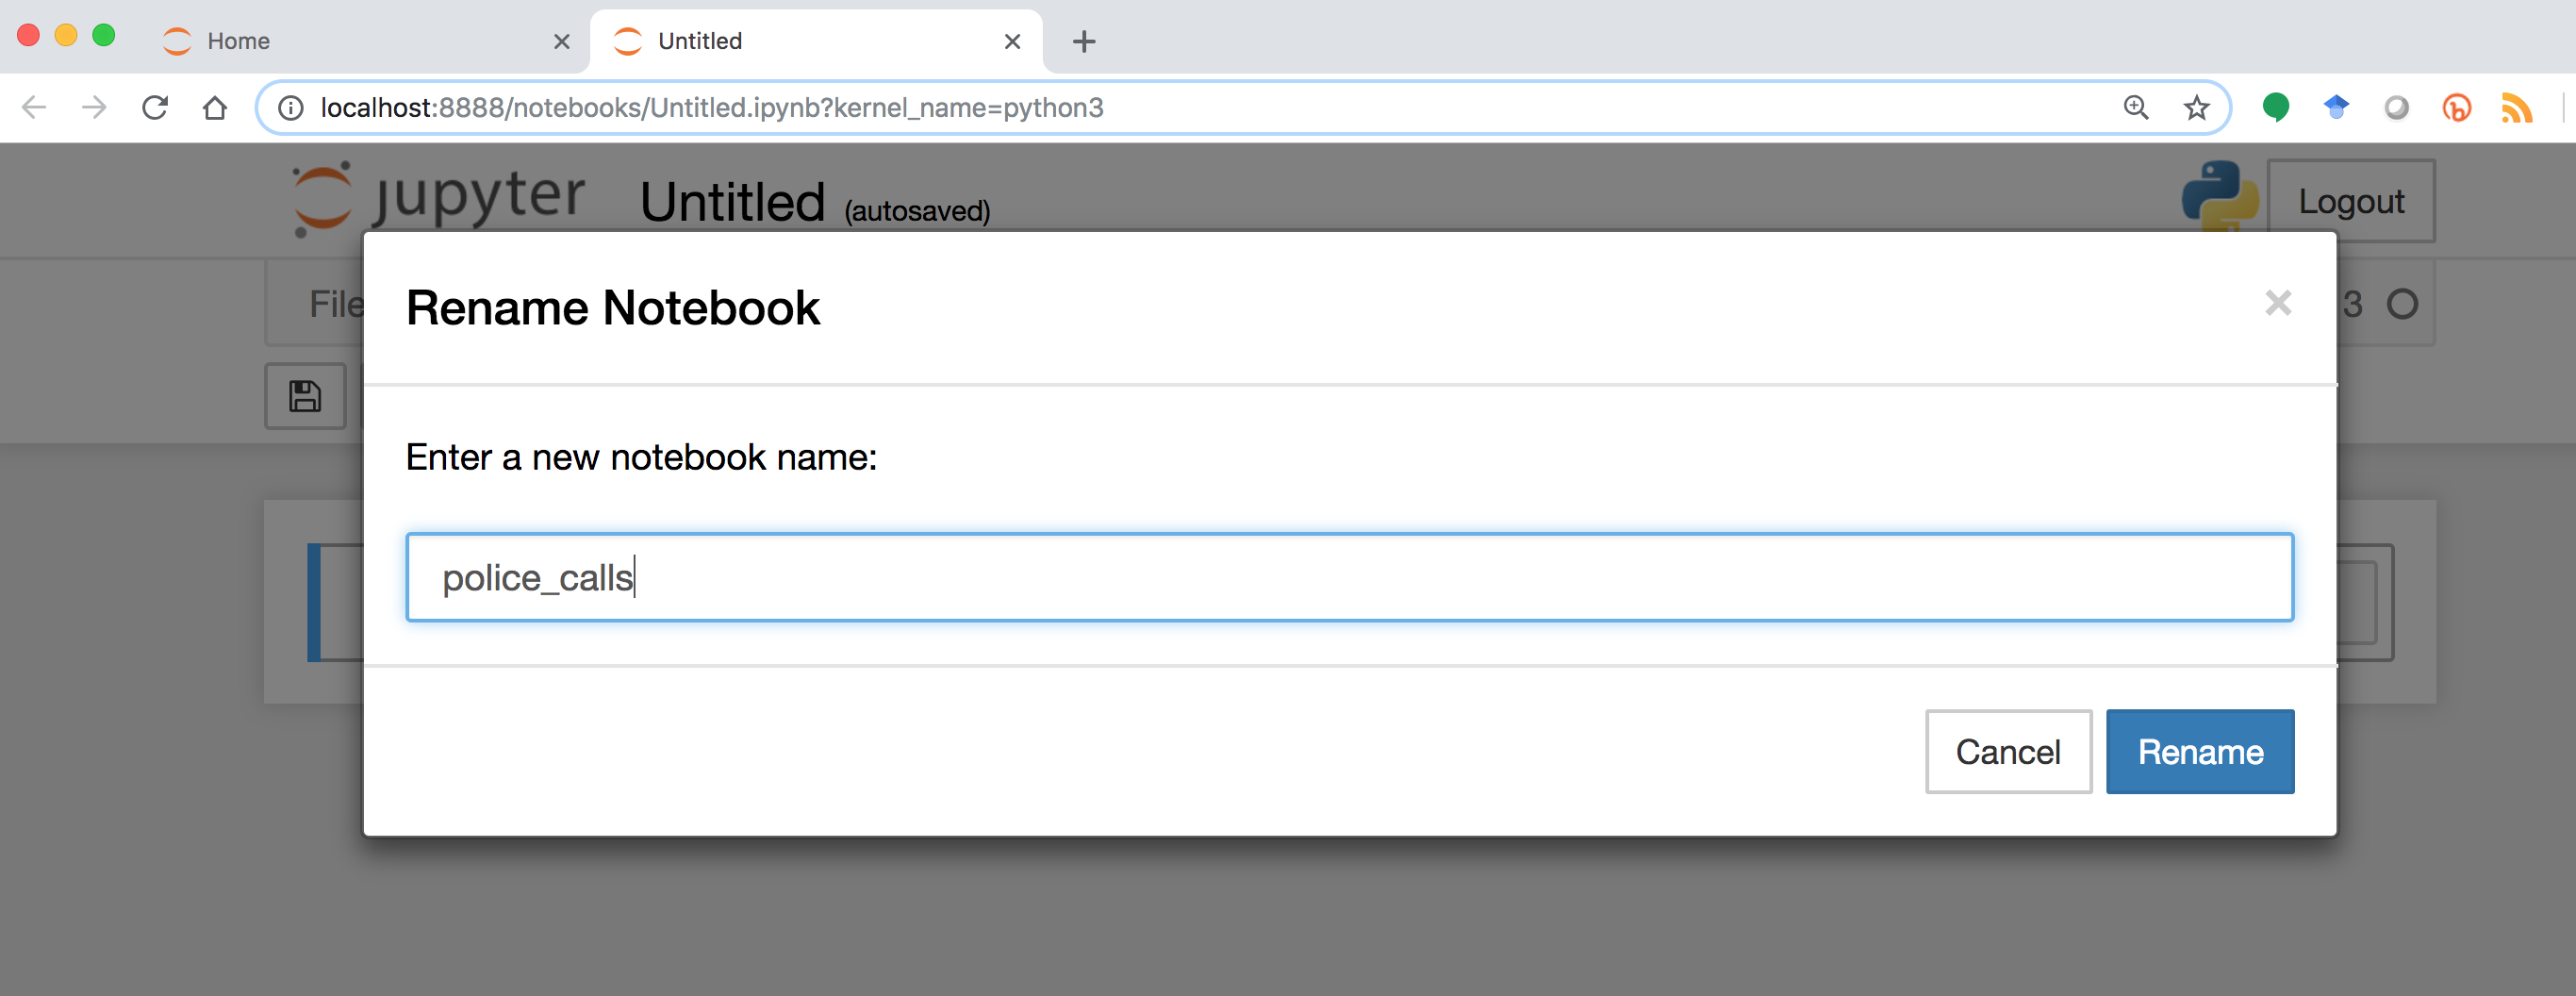 Home
Untitled
localhost:8888/notebooks/Untitled.ipynb?kernel_name=python3
jupyter Untitled (autosaved)
Logout
Rename Notebook
File
3
Enter a new notebook name:
police_calls
Cancel
Rename